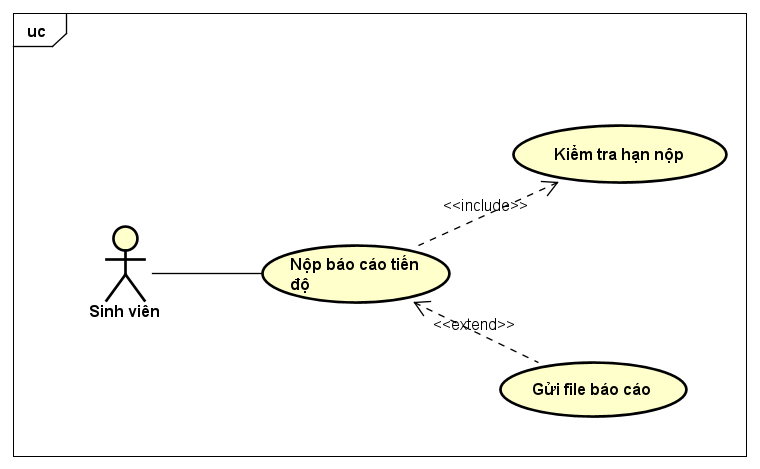 uc
Kiểm tra hạn nộp
<<include>>
Nộp báo cáo tiến
độ
Sinh viên
<<extend>>
Gửi file báo cáo